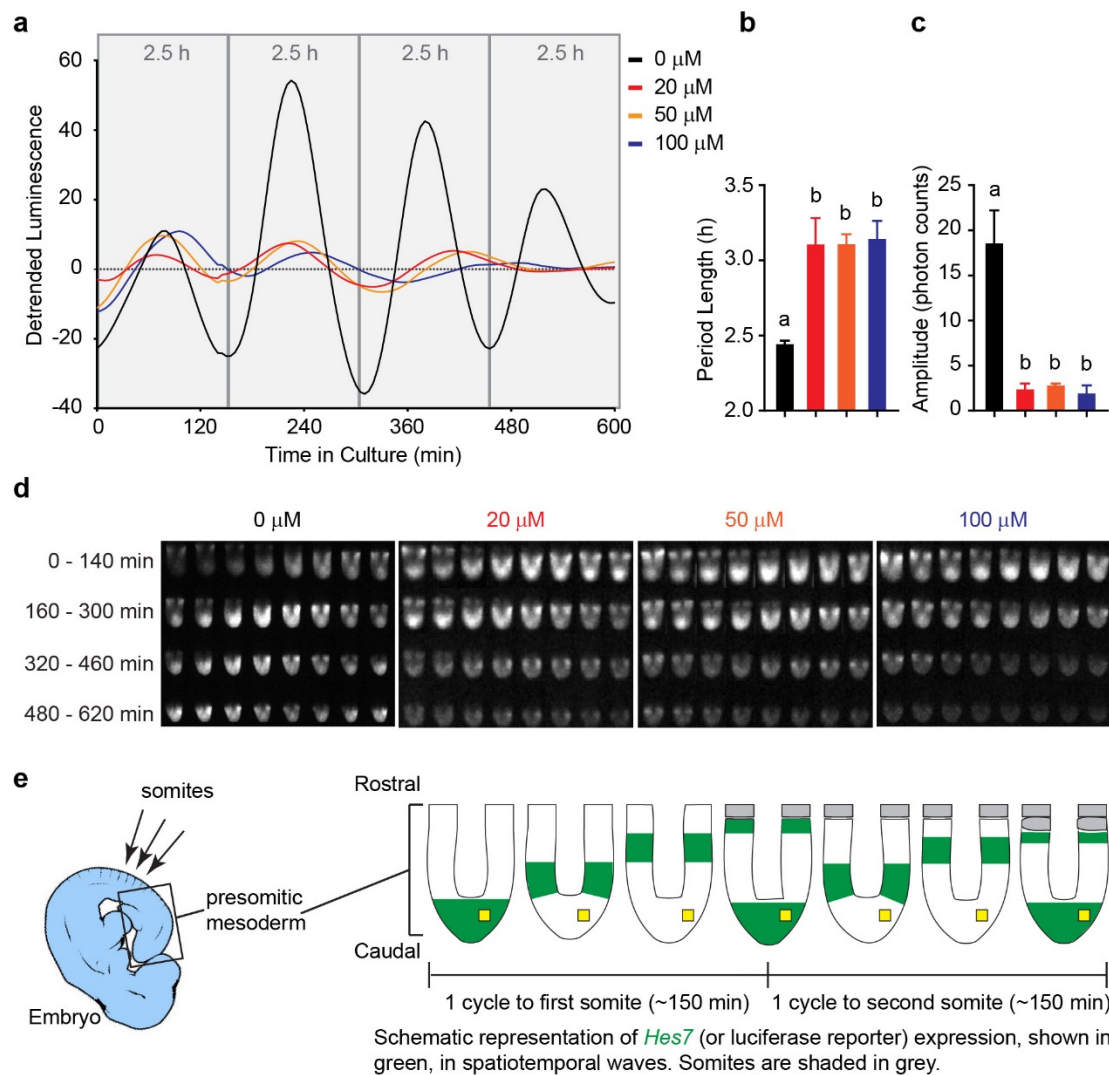 a
2.5 h 2.5 h 2.5 h 2.5 h
60
40
20
0
-20
-40
Detrended Luminescence
0 120 240 360 480 600
Time in Culture (min)
0 μM
20 μM
50 μM
100 μM
b
3.5
3.0
2.5
2.0
Period Length (h)
a b b b
c
25
20
15
10
5
0
Amplitude (photon counts)
a b b b
d
0 μM 20 μM 50 μM 100 μM
0 - 140 min
160 - 300 min
320 - 460 min
480 - 620 min
e
somites
presomitic
mesoderm
Embryo
Rostral
Caudal
1 cycle to first somite (~150 min) 1 cycle to second somite (~150 min)
Schematic representation of Hes7 (or luciferase reporter) expression, shown in
green, in spatiotemporal waves. Somites are shaded in grey.